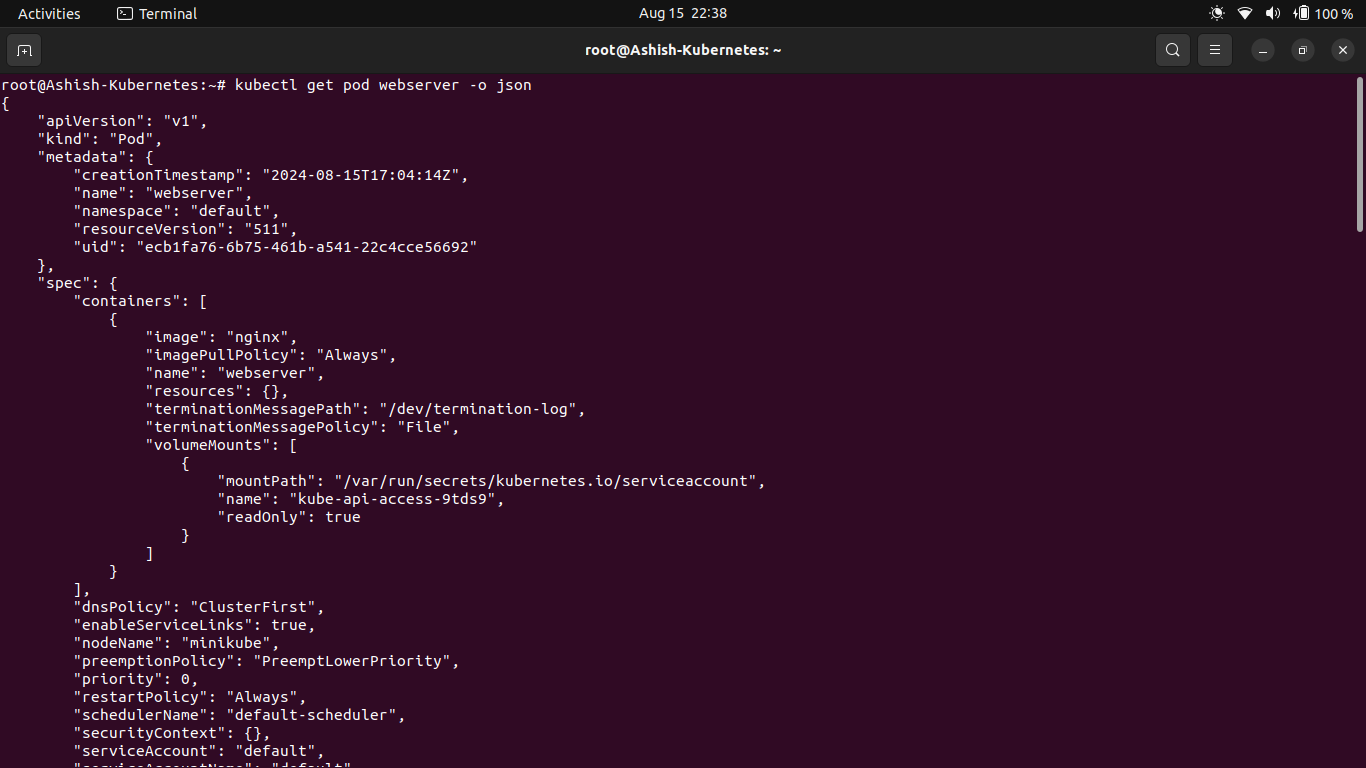 Activities Terminal Aug 15 22:38 100 %
root@Ashish-Kubernetes: ~
root@Ashish-Kubernetes:~# kubectl get pod webserver -o json
{
    "apiVersion": "v1",
    "kind": "Pod",
    "metadata": {
        "creationTimestamp": "2024-08-15T17:04:14Z",
        "name": "webserver",
        "namespace": "default",
        "resourceVersion": "511",
        "uid": "ecb1fa76-6b75-461b-a541-22c4cce56692"
    },
    "spec": {
        "containers": [
            {
                "image": "nginx",
                "imagePullPolicy": "Always",
                "name": "webserver",
                "resources": {},
                "terminationMessagePath": "/dev/termination-log",
                "terminationMessagePolicy": "File",
                "volumeMounts": [
                    {
                        "mountPath": "/var/run/secrets/kubernetes.io/serviceaccount",
                        "name": "kube-api-access-9tds9",
                        "readOnly": true
                    }
                ]
            }
        ],
        "dnsPolicy": "ClusterFirst",
        "enableServiceLinks": true,
        "nodeName": "minikube",
        "preemptionPolicy": "PreemptLowerPriority",
        "priority": 0,
        "restartPolicy": "Always",
        "schedulerName": "default-scheduler",
        "securityContext": {},
        "serviceAccount": "default",
        "serviceAccountName": "default"